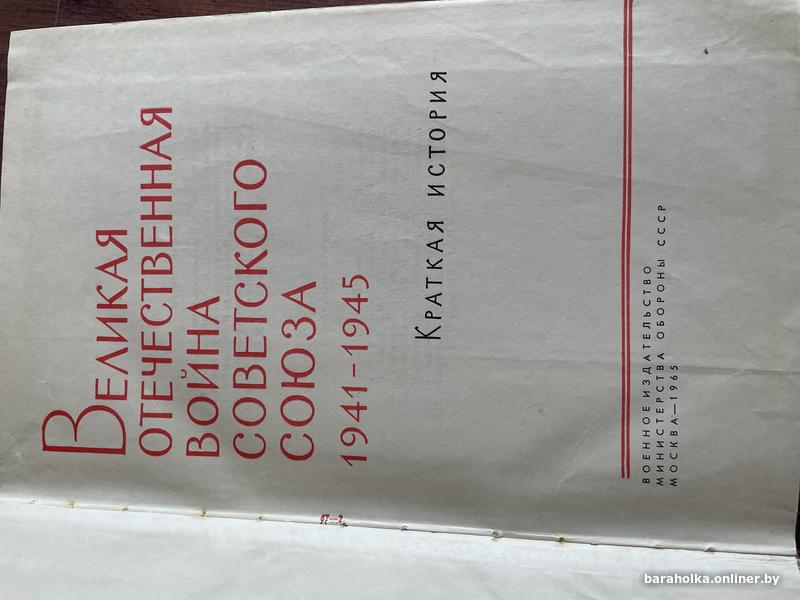 ВЕЛИКАЯ
ОТЕЧЕСТВЕННАЯ
ВОЙНА
СОВЕТСКОГО
СОЮЗА
1941–1945
КРАТКАЯ ИСТОРИЯ
ВОЕННОЕ ИЗДАТЕЛЬСТВО
МИНИСТЕРСТВА ОБОРОНЫ СССР
МОСКВА—1965
baraholka.onliner.by